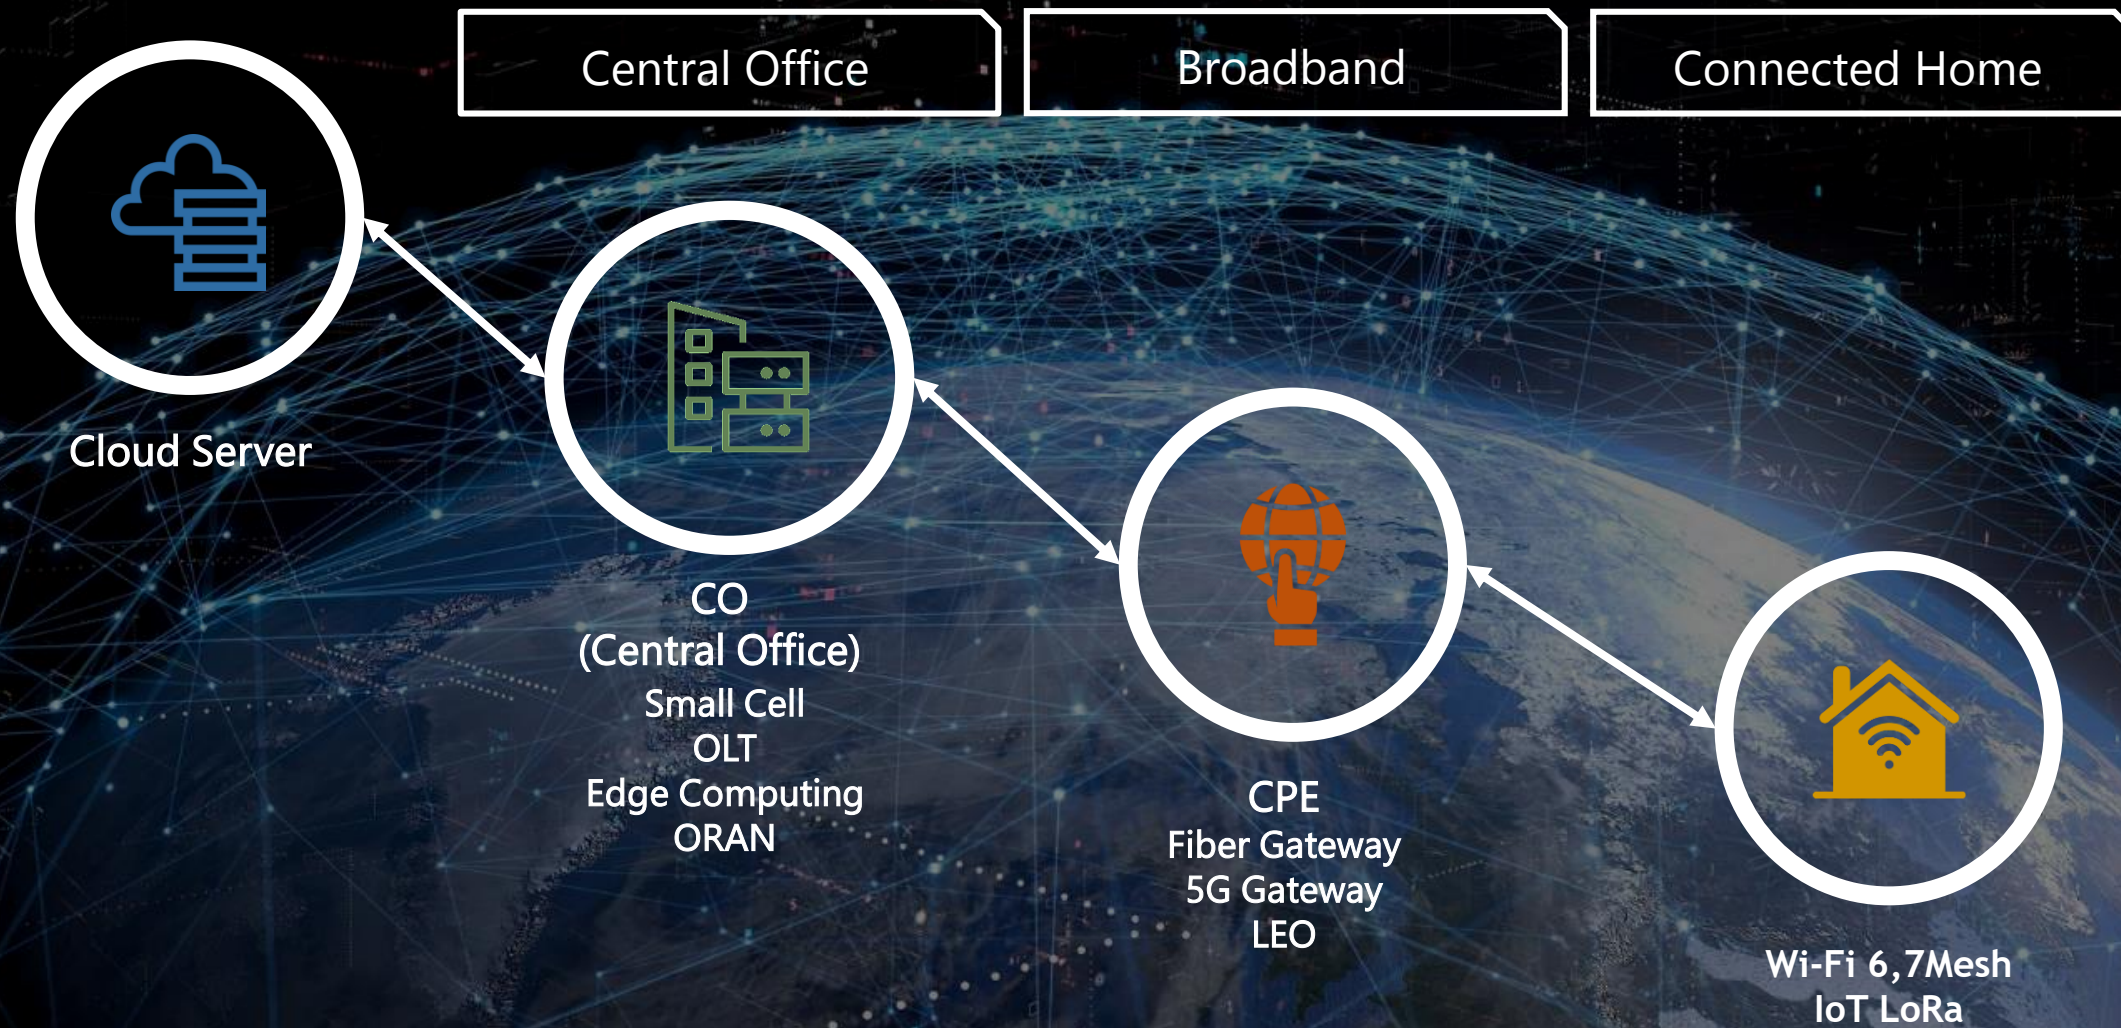 Central Office
Broadband
Connected Home
Cloud Server
CO
(Central Office)
Small Cell
OLT
Edge Computing
ORAN
CPE
Fiber Gateway
5G Gateway
LEO
Wi-Fi 6,7Mesh
IoT LoRa